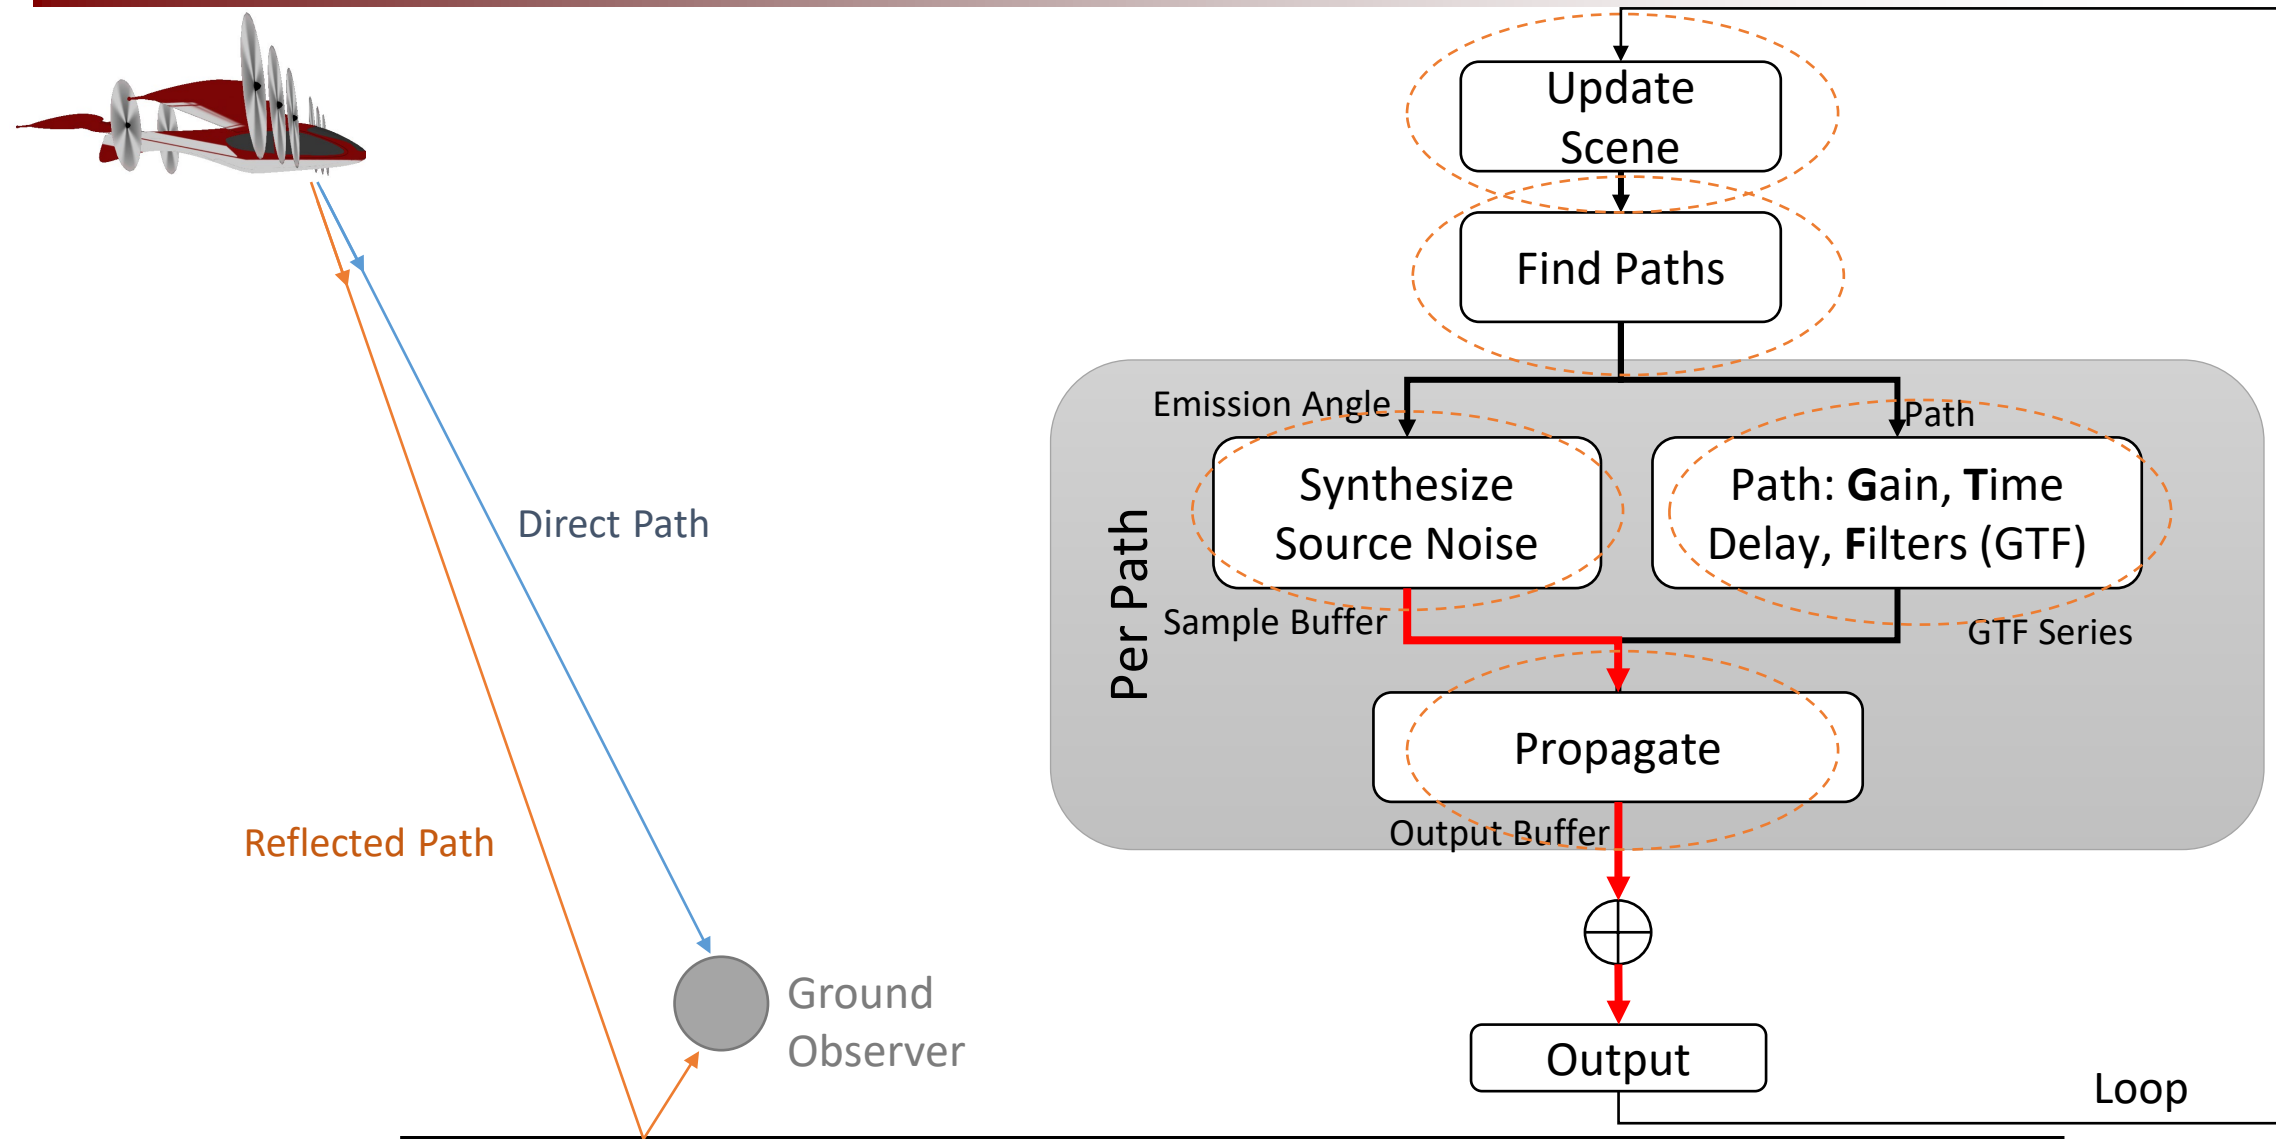 Update
Scene
Find Paths
Emission Angle
Path
Synthesize
Source Noise
Path: Gain, Time
Delay, Filters (GTF)
Per Path
Sample Buffer
GTF Series
Propagate
Output Buffer
Output
Loop
Direct Path
Reflected Path
Ground
Observer